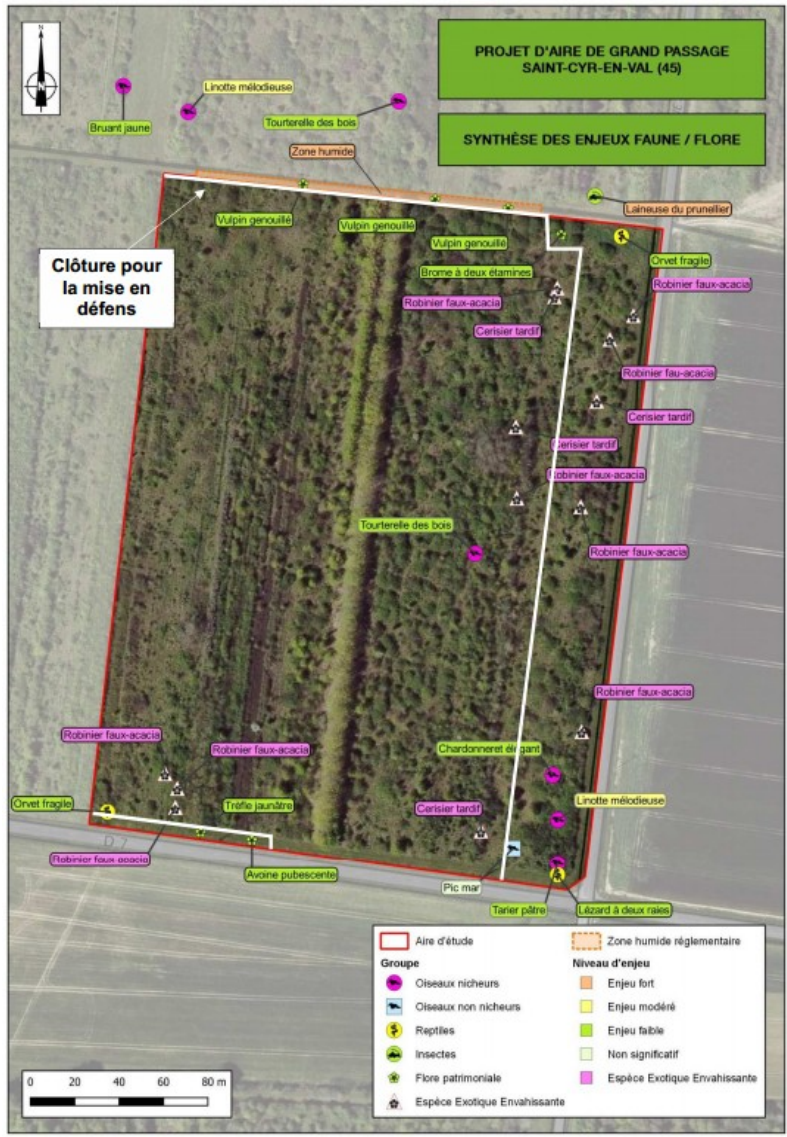 N
PROJET D'AIRE DE GRAND PASSAGE
SAINT-CYR-EN-VAL (45)
SYNTHÈSE DES ENJEUX FAUNE / FLORE
Linotte mélodieuse
Bruant jaune
Tourterelle des bois
Zone humide
Laineuse du prunellier
Vulpin genouillé
Vulpin genouillé
Vulpin genouillé
Orvet fragile
Clôture pour
la mise en
défens
Brome à deux étamines
Robinier faux-acacia
Robinier faux-acacia
Cerisier tardif
Robinier fau-acacia
Cerisier tardif
Cerisier tardif
Robinier faux-acacia
Tourterelle des bois
Robinier faux-acacia
Robinier faux-acacia
Robinier faux-acacia
Robinier faux-acacia
Chardonneret élégant
Orvet fragile
Trèfle jaunâtre
Cerisier tardif
Linotte mélodieuse
D 7
Robinier faux-acacia
Avoine pubescente
Pic mar
Tarier pâtre
Lézard à deux raies
Aire d'étude
Zone humide réglementaire
Groupe
Oiseaux nicheurs
Oiseaux non nicheurs
Reptiles
Insectes
Flore patrimoniale
Espèce Exotique Envahissante
Niveau d'enjeu
Enjeu fort
Enjeu modéré
Enjeu faible
Non significatif
Espèce Exotique Envahissante
0 20 40 60 80 m